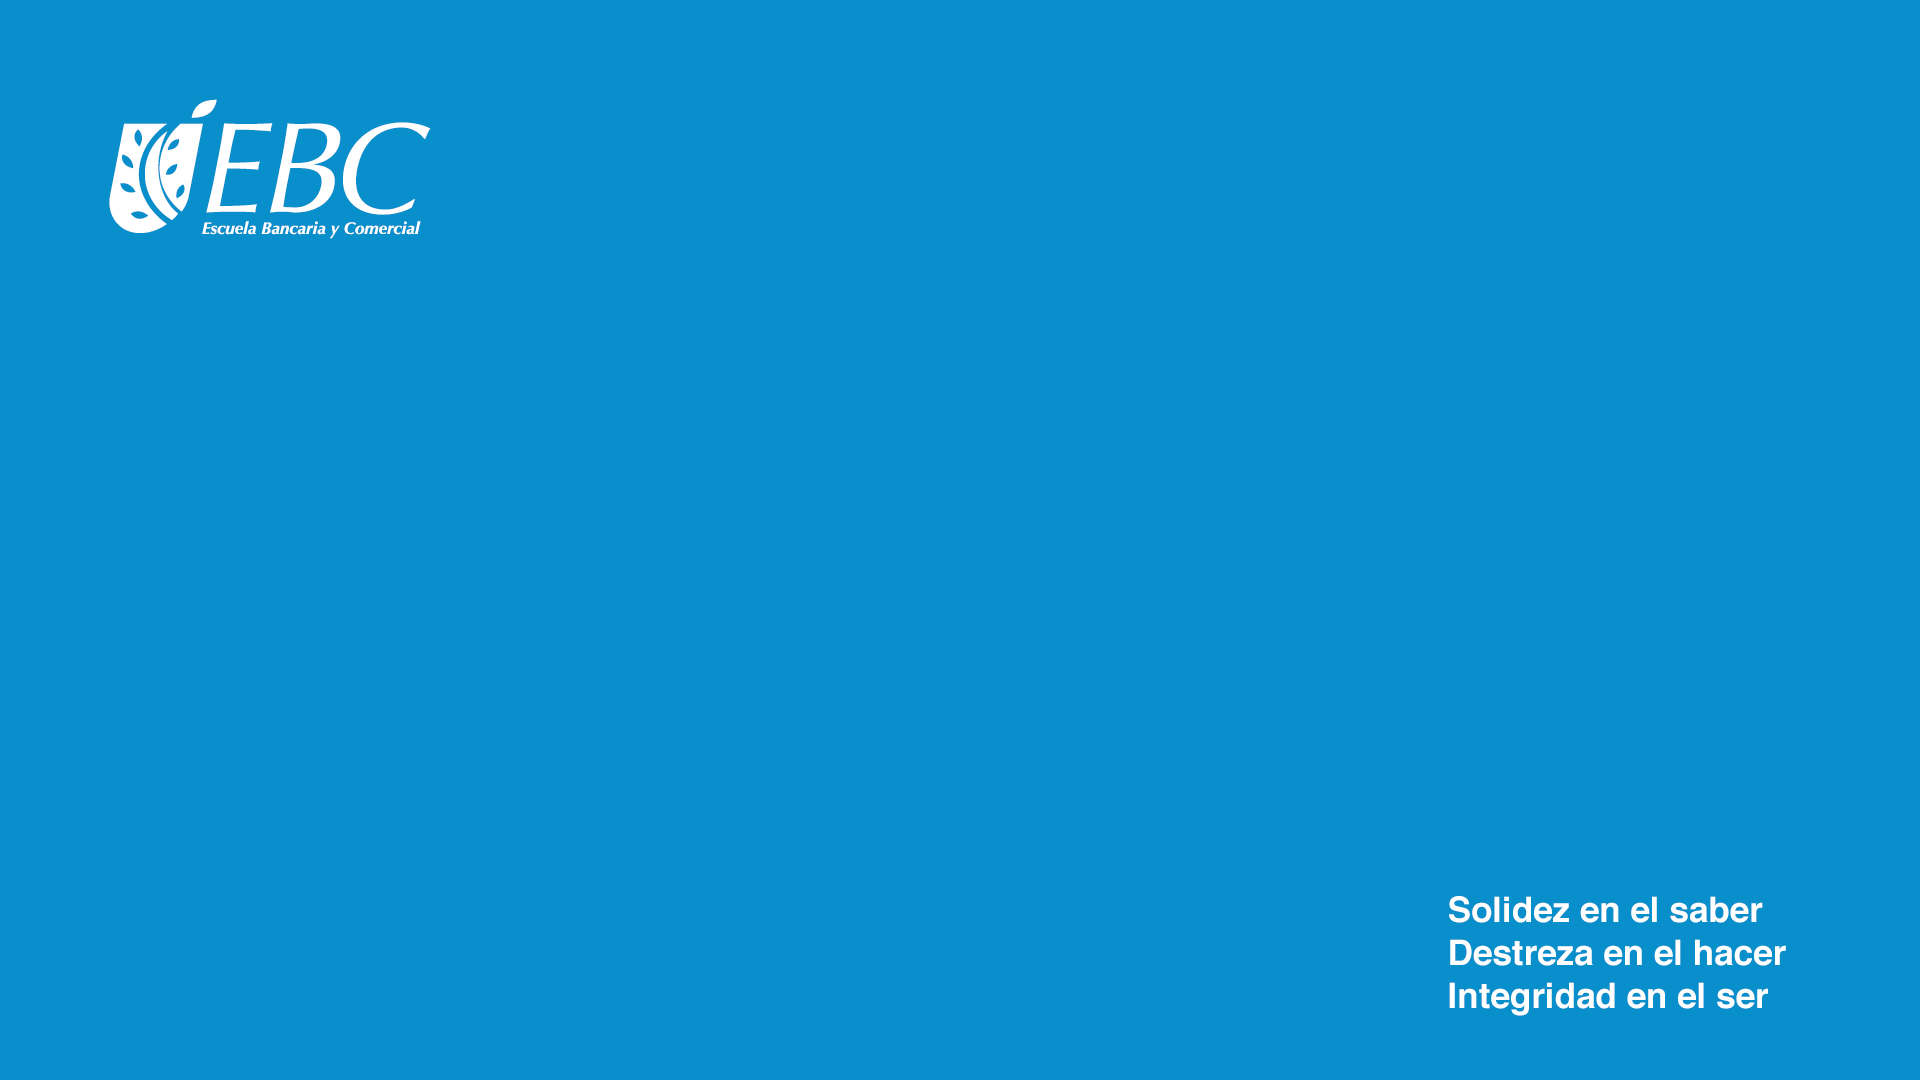 EBC
Escuela Bancaria y Comercial
Solidez en el saber
Destreza en el hacer
Integridad en el ser